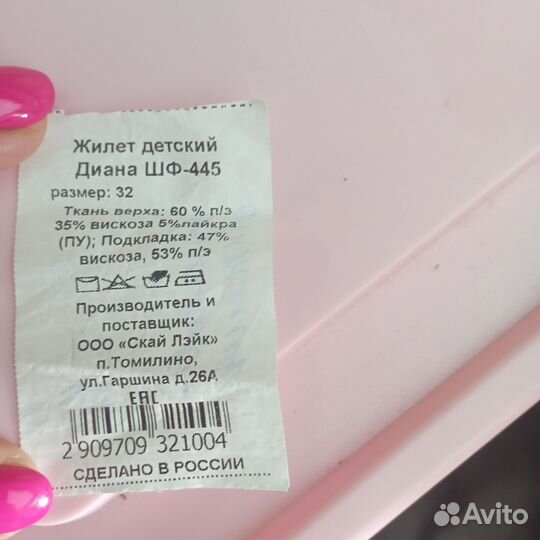 Жилет детский
Диана ШФ-445
размер: 32
Ткань верха: 60 % п/э
35% вискоза 5%лайкра
(ПУ); Подкладка: 47%
вискоза, 53% п/э
Производитель и
поставщик:
ООО «Скай Лэйк»
п.Томилино,
ул.Гаршина д.26А
ЕАС
2 909709 321004
СДЕЛАНО В РОССИИ
Avito